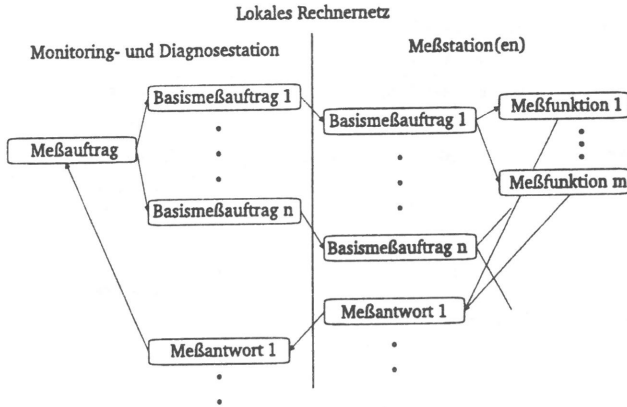 Lokales Rechnernetz
Monitoring- und Diagnosestation
Meßstation(en)
Basismeßauftrag 1
Basismeßauftrag 1
Meßfunktion 1
Meßauftrag
Meßfunktion m
Basismeßauftrag n
Basismeßauftrag n
Meßantwort 1
Meßantwort 1